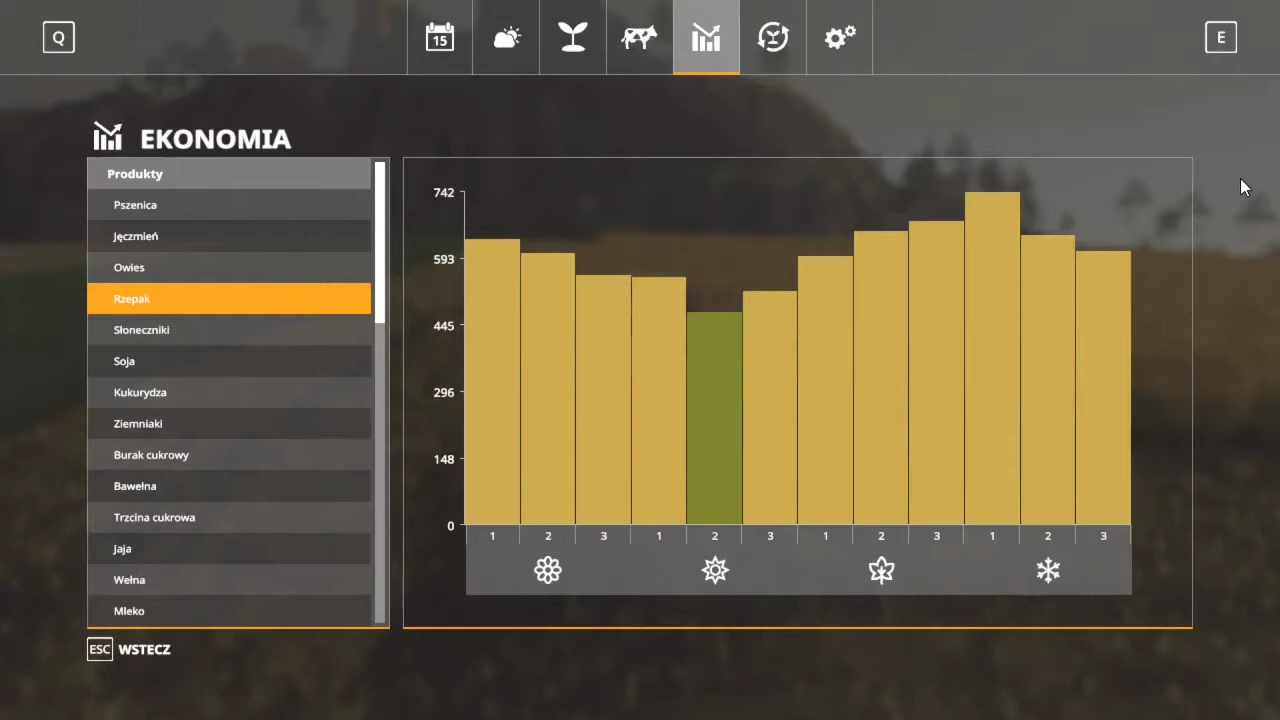 Q
15
E
EKONOMIA
Produkty
Pszenica
Jęczmień
Owies
Rzepak
Słoneczniki
Soja
Kukurydza
Ziemniaki
Burak cukrowy
Bawełna
Trzcina cukrowa
Jaja
Wełna
Mleko
742
593
445
296
148
0
1 2 3 1 2 3 1 2 3 1 2 3
ESC WSTECZ